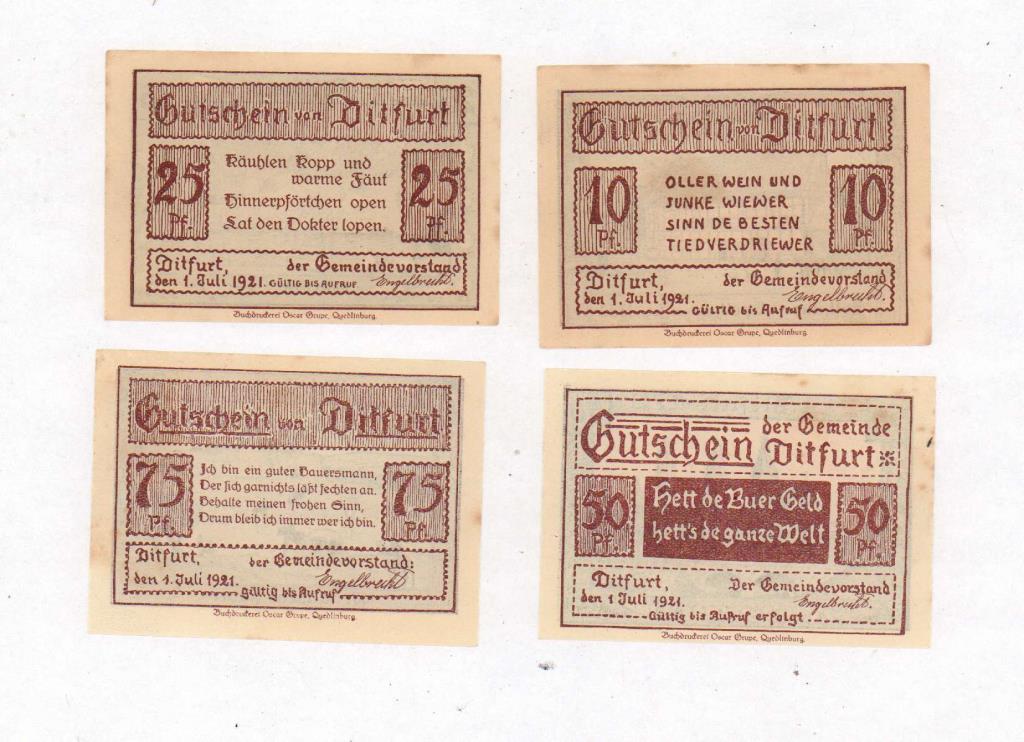 Gutschein von Ditfurt
25 Pf.
Käuhlen Kopp und
warme Fäut
Hinnerpförtchen open
Lat den Dokter lopen.
25 Pf.
Ditfurt, der Gemeindevorstand
den 1. Juli 1921. GÜLTIG BIS AUFRUF Engelbrecht.
Buchdruckerei Oscar Grupe, Quedlinburg.
Gutschein von Ditfurt
10 Pf.
OLLER WEIN UND
JUNKE WIEWER
SINN DE BESTEN
TIEDVERDRIEWER
10 Pf.
Ditfurt, der Gemeindevorstand
den 1. Juli 1921. Engelbrecht.
GÜLTIG bis Aufruf
Buchdruckerei Oscar Grupe, Quedlinburg.
Gutschein von Ditfurt
75 Pf.
Ich bin ein guter Bauersmann,
Der sich garnichts läßt fechten an.
Behalte meinen frohen Sinn,
Drum bleib ich immer wer ich bin.
75 Pf.
Ditfurt, der Gemeindevorstand:
den 1. Juli 1921. Engelbrecht
gültig bis Aufruf
Buchdruckerei Oscar Grupe, Quedlinburg.
Gutschein der Gemeinde
Ditfurt
50 Pf.
Hett de Buer Geld
hett's de ganze Welt
50 Pf.
Ditfurt, Der Gemeindevorstand
den 1 Juli 1921. Engelbrecht.
Gültig bis Aufruf erfolgt
Buchdruckerei Oscar Grupe, Quedlinburg.